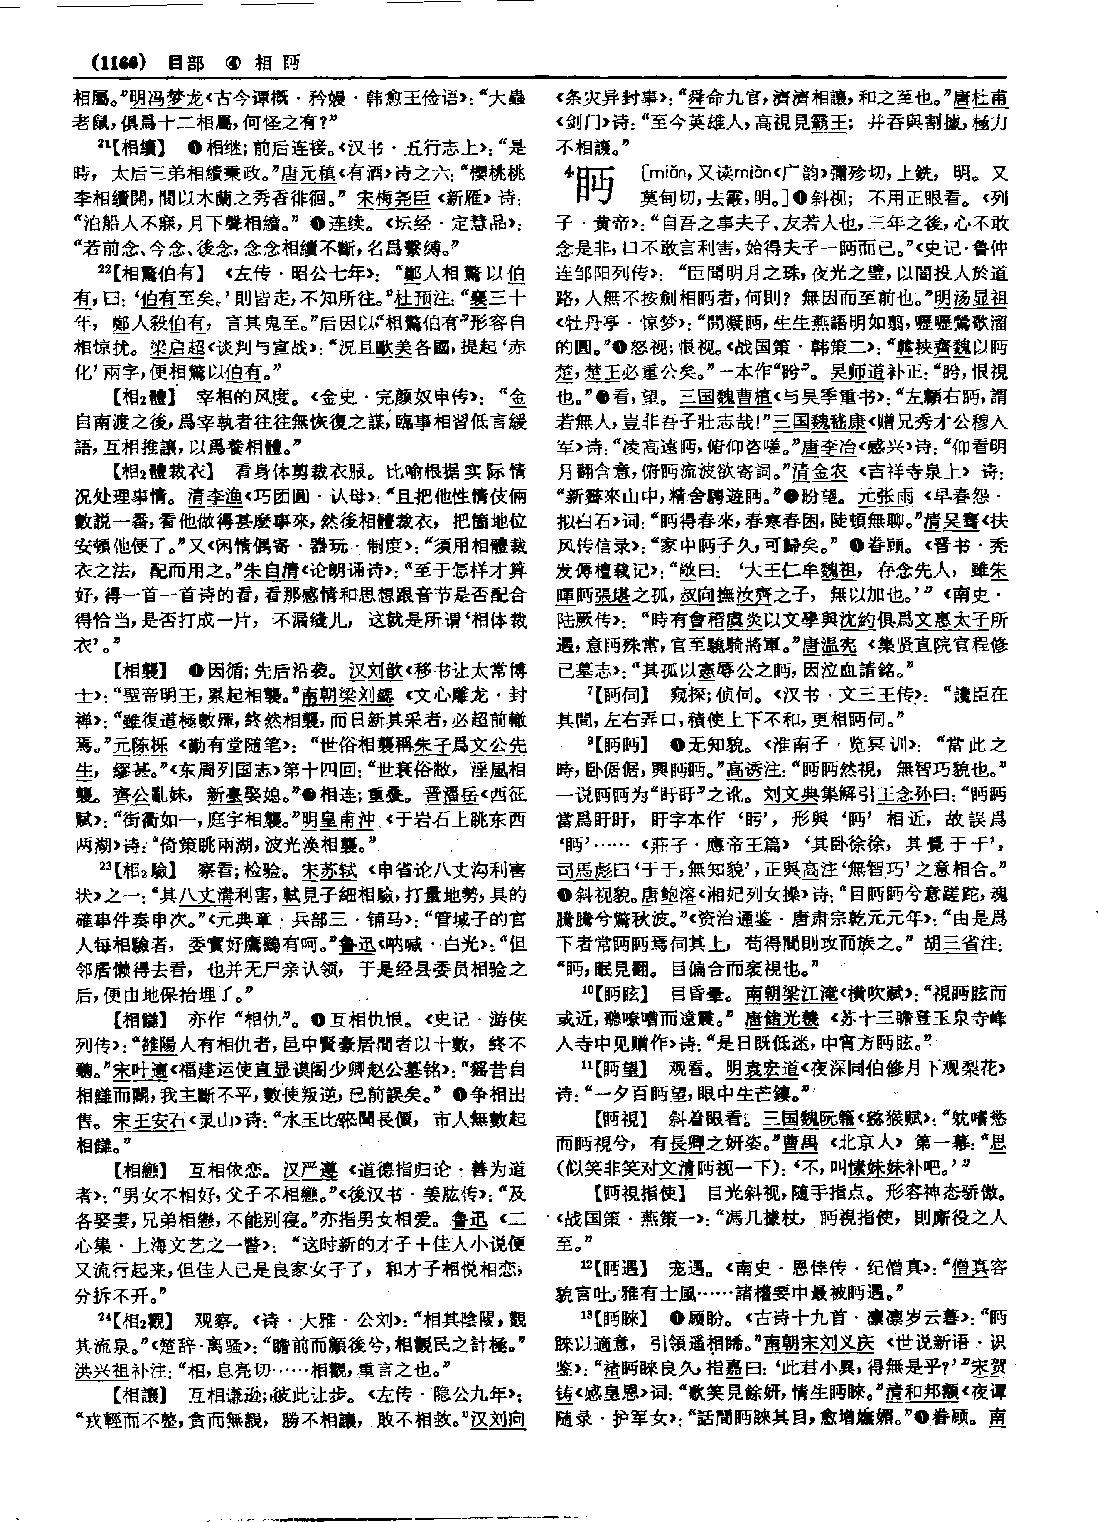 (1166) 目部 ④ 相 眄
相屬。”明冯梦龙《古今谭概·矜嫚·韩愈王俭语》：“大蟲
老鼠，俱爲十二相屬，何怪之有？”
21【相續】 ❶相继；前后连接。《汉书·五行志上》：“是
時，太后三弟相續秉政。”唐元稹《有酒》诗之六：“櫻桃桃
李相續開，間以木蘭之秀香徘徊。”宋梅尧臣《新雁》诗：
“泊船人不寐，月下聲相續。”❷连续。《坛经·定慧品》：
“若前念、今念、後念，念念相續不斷，名爲繫縛。”
22【相驚伯有】 《左传·昭公七年》：“鄭人相驚以伯
有，曰：‘伯有至矣。’則皆走，不知所往。”杜预注：“襄三十
年，鄭人殺伯有，言其鬼至。”后因以“相驚伯有”形容自
相惊扰。梁启超《谈判与宣战》：“况且歐美各國，提起‘赤
化’兩字，便相驚以伯有。”
【相2體】 宰相的风度。《金史·完颜奴申传》：“金
自南渡之後，爲宰執者往往無恢復之謀，臨事相習低言緩
語，互相推讓，以爲養相體。”
【相2體裁衣】 看身体剪裁衣服。比喻根据实际情
况处理事情。清李渔《巧团圆·认母》：“且把他性情伎倆
數説一番，看他做得甚麽事來，然後相體裁衣，把箇地位
安頓他便了。”又《闲情偶寄·器玩·制度》：“須用相體裁
衣之法，配而用之。”朱自清《论朗诵诗》：“至于怎样才算
好，得一首一首诗的看，看那感情和思想跟音节是否配合
得恰当，是否打成一片，不漏缝儿，这就是所谓‘相体裁
衣’。”
【相襲】 ❶因循；先后沿袭。汉刘歆《移书让太常博
士》：“聖帝明王，累起相襲。”南朝梁刘勰《文心雕龙·封
禅》：“雖復道極數殫，終然相襲，而日新其采者，必超前轍
焉。”元陈栎《勤有堂随笔》：“世俗相襲稱朱子爲文公先
生，繆甚。”《东周列国志》第十四回：“世衰俗敝，淫風相
襲。齊公亂妹，新臺娶媳。”❷相连；重叠。晋潘岳《西征
赋》：“街衢如一，庭宇相襲。”明皇甫冲《于岩石上眺东西
两湖》诗：“倚策眺兩湖，波光渙相襲。”
23【相2驗】 察看；检验。宋苏轼《申省论八丈沟利害
状》之一：“其八丈溝利害，軾見子細相驗，打量地勢，具的
確事件奏申次。”《元典章·兵部三·铺马》：“管城子的官
人每相驗者，委實好鷹鷂有呵。”鲁迅《呐喊·白光》：“但
邻居懒得去看，也并无尸亲认领，于是经县委员相验之
后，便由地保抬埋了。”
【相讎】 亦作“相仇”。❶互相仇恨。《史记·游侠
列传》：“雒陽人有相仇者，邑中賢豪居間者以十數，終不
聽。”宋叶適《福建运使直显谟阁少卿赵公墓铭》：“猺昔自
相讎而鬭，我主斷不平，數使叛逆，已前誤矣。”❷争相出
售。宋王安石《灵山》诗：“水玉比來聞長價，市人無數起
相讎。”
【相戀】 互相依恋。汉严遵《道德指归论·善为道
者》：“男女不相好，父子不相戀。”《後汉书·姜肱传》：“及
各娶妻，兄弟相戀，不能别寝。”亦指男女相爱。鲁迅《二
心集·上海文艺之一瞥》：“这时新的才子＋佳人小说便
又流行起来，但佳人已是良家女子了，和才子相悦相恋，
分拆不开。”
24【相2觀】 观察。《诗·大雅·公刘》：“相其陰陽，觀
其流泉。”《楚辞·离骚》：“瞻前而顧後兮，相觀民之計極。”
洪兴祖补注：“相，息亮切……相觀，重言之也。”
【相讓】 互相谦逊；彼此让步。《左传·隐公九年》：
“戎輕而不整，貪而無親，勝不相讓，敗不相救。”汉刘向
《条灾异封事》：“舜命九官，濟濟相讓，和之至也。”唐杜甫
《剑门》诗：“至今英雄人，高視見霸王；并吞與割據，極力
不相讓。”
4眄 ［miǎn，又读miàn《广韵》彌殄切，上銑，明。又
莫甸切，去霰，明。］❶斜视；不用正眼看。《列
子·黄帝》：“自吾之事夫子、友若人也，三年之後，心不敢
念是非，口不敢言利害，始得夫子一眄而已。”《史记·鲁仲
连邹阳列传》：“臣聞明月之珠，夜光之璧，以闇投人於道
路，人無不按劍相眄者，何則？無因而至前也。”明汤显祖
《牡丹亭·惊梦》：“閒凝眄，生生燕語明如翦，嚦嚦鶯歌溜
的圓。”❷怒视；恨视。《战国策·韩策二》：“韓挾齊魏以眄
楚，楚王必重公矣。”一本作“盻”。吴师道补正：“盻，恨視
也。”❸看，望。三国魏曹植《与吴季重书》：“左顧右眄，謂
若無人，豈非吾子壯志哉！”三国魏嵇康《赠兄秀才公穆入
军》诗：“凌高遠眄，俯仰咨嗟。”唐李冶《感兴》诗：“仰看明
月翻含意，俯眄流波欲寄詞。”清金农《吉祥寺泉上》诗：
“新聲來山中，精舍騁遊眄。”❹盼望。元张雨《早春怨·
拟白石》词：“眄得春來，春寒春困，陡頓無聊。”清吴骞《扶
风传信录》：“家中眄子久，可歸矣。”❺眷顾。《晋书·秃
发傉檀载记》：“敞曰：‘大王仁牟魏祖，存念先人，雖朱
暉眄張堪之孤，叔向撫汝齊之子，無以加也。’”《南史·
陆厥传》：“時有會稽虞炎以文學與沈約俱爲文惠太子所
遇，意眄殊常，官至驍騎將軍。”唐温宪《集贤直院官程修
己墓志》：“其孤以憲辱公之眄，因泣血請銘。”
7【眄伺】 窥探；侦伺。《汉书·文三王传》：“讒臣在
其間，左右弄口，積使上下不和，更相眄伺。”
9【眄眄】 ❶无知貌。《淮南子·览冥训》：“當此之
時，卧倨倨，興眄眄。”高诱注：“眄眄然視，無智巧貌也。”
一说眄眄为“盱盱”之讹。刘文典集解引王念孙曰：“眄眄
當爲盱盱，盱字本作‘𥄎’，形與‘眄’相近，故誤爲
‘眄’……《莊子·應帝王篇》‘其卧徐徐，其覺于于’，
司馬彪曰‘于于，無知貌’，正與高注‘無智巧’之意相合。”
❷斜视貌。唐鲍溶《湘妃列女操》诗：“目眄眄兮意蹉跎，魂
騰騰兮驚秋波。”《资治通鉴·唐肃宗乾元元年》：“由是爲
下者常眄眄焉伺其上，苟得間則攻而族之。”胡三省注：
“眄，眠見翻。目偏合而衺視也。”
10【眄眩】 目昏暈。南朝梁江淹《横吹赋》：“視眄眩而
或近，聽嘹嘈而遠震。”唐储光羲《苏十三瞻登玉泉寺峰
入寺中见赠作》诗：“是日既低迷，中宵方眄眩。”
11【眄望】 观看。明袁宏道《夜深同伯修月下观梨花》
诗：“一夕百眄望，眼中生芒鏤。”
【眄視】 斜着眼看。三国魏阮籍《猕猴赋》：“躭嗜慾
而眄視兮，有長卿之妍姿。”曹禺《北京人》第一幕：“思
（似笑非笑对文清眄视一下）：‘不，叫愫妹妹补吧。’”
【眄視指使】 目光斜视，随手指点。形容神态骄傲。
《战国策·燕策一》：“馮几據杖，眄視指使，則廝役之人
至。”
12【眄遇】 宠遇。《南史·恩倖传·纪僧真》：“僧真容
貌言吐，雅有士風……諸權要中最被眄遇。”
13【眄睞】 ❶顾盼。《古诗十九首·凛凛岁云暮》：“眄
睞以適意，引領遥相睎。”南朝宋刘义庆《世说新语·识
鉴》：“褚眄睞良久，指嘉曰：‘此君小異，得無是乎？’”宋贺
铸《感皇恩》词：“歌笑見餘妍，情生眄睞。”清和邦额《夜谭
随录·护军女》：“話間眄睞其目，愈增嫵媚。”❷眷顾。南